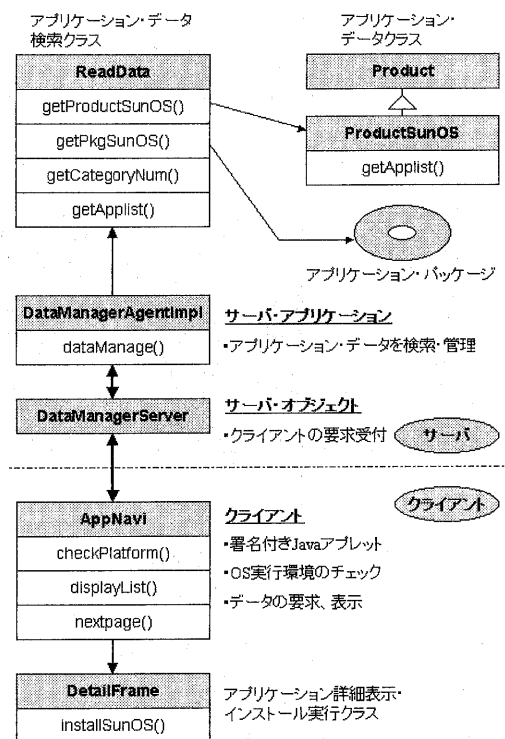 アプリケーション・データ
検索クラス
アプリケーション・
データクラス
ReadData
getProductSunOS()
getPkgSunOS()
getCategoryNum()
getApplist()
Product
ProductSunOS
getApplist()
アプリケーション・パッケージ
DataManagerAgentImpl
dataManage()
サーバ・アプリケーション
・アプリケーション・データを検索・管理
DataManagerServer
サーバ・オブジェクト
・クライアントの要求受付
サーバ
クライアント
AppNavi
checkPlatform()
displayList()
nextpage()
クライアント
・署名付きJavaアプレット
・OS実行環境のチェック
・データの要求、表示
DetailFrame
installSunOS()
アプリケーション詳細表示・
インストール実行クラス